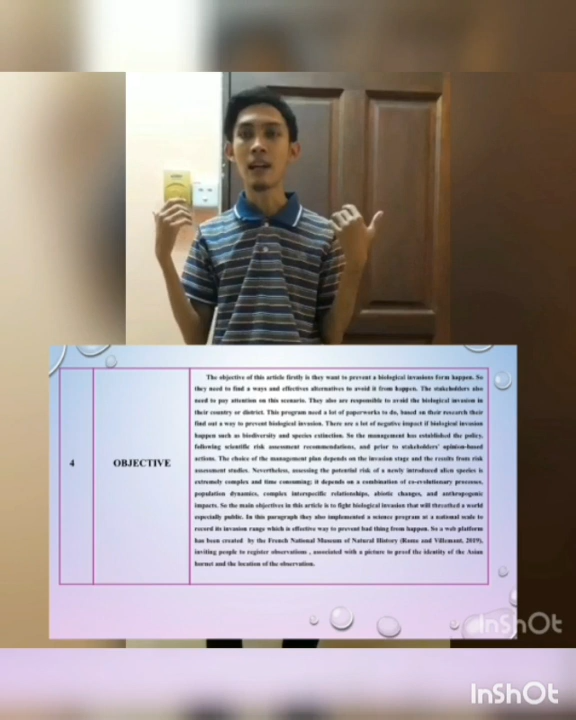 The objective of this article firstly is they want to prevent a biological invasions form happen. So
they need to find a ways and effectives alternatives to avoid it from happen. The stakeholders also
need to pay attention on this scenario. They also are responsible to avoid the biological invasion in
their country or district. This program need a lot of paperworks to do, based on their research their
find out a way to prevent biological invasion. There are a lot of negative impact if biological invasion
happen such as biodiversity and species extinction. So the management has established the policy,
following scientific risk assessment recommendations, and prior to stakeholders' opinion-based
actions. The choice of the management plan depends on the invasion stage and the results from risk
assessment studies. Nevertheless, assessing the potential risk of a newly introduced alien species is
4 OBJECTIVE extremely complex and time consuming; it depends on a combination of co-evolutionary processes,
population dynamics, complex interspecific relationships, abiotic changes, and anthropogenic
impacts. So the main objectives in this article is to fight biological invasion that will threathed a world
especially public. In this paragraph they also implemented a science program at a national scale to
record its invasion range which is effective way to prevent bad thing from happen. So a web platform
has been created by the French National Museum of Natural History (Rome and Villemant, 2019),
inviting people to register observations , associated with a picture to proof the identity of the Asian
hornet and the location of the observation.
InShOt
InShOt